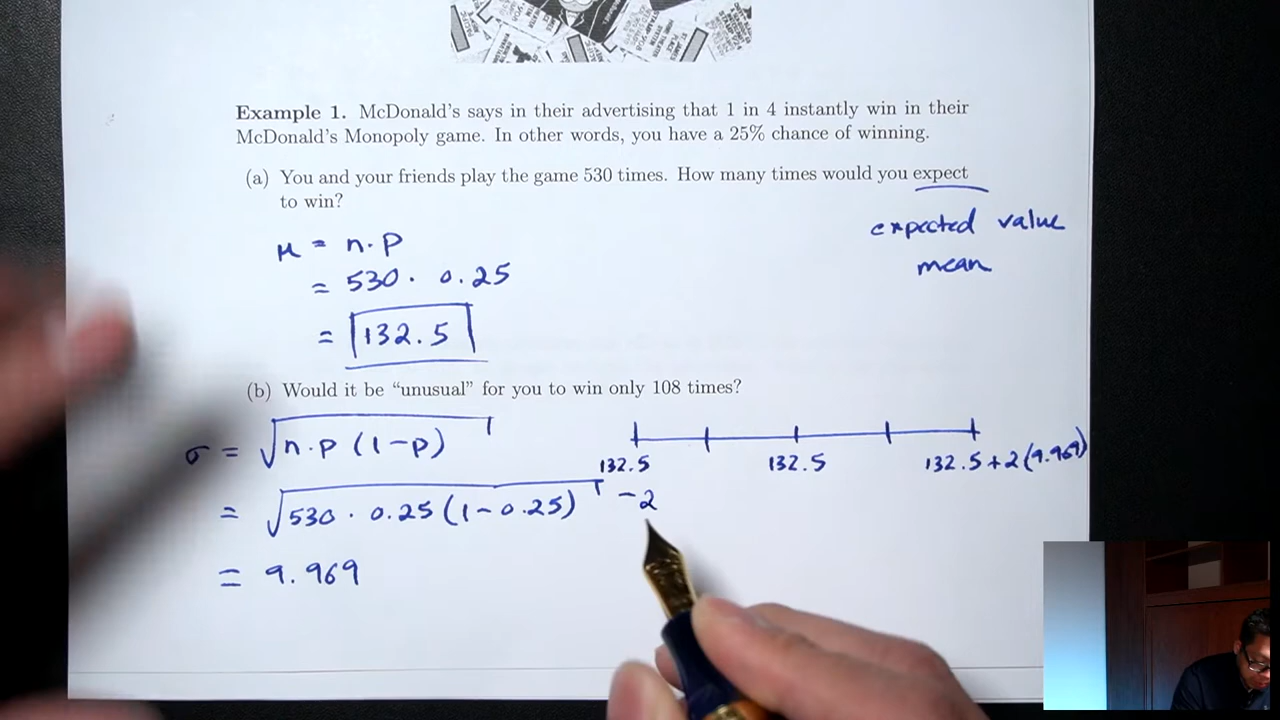 Example 1. McDonald's says in their advertising that 1 in 4 instantly win in their
McDonald's Monopoly game. In other words, you have a 25% chance of winning.
(a) You and your friends play the game 530 times. How many times would you expect
to win?
expected value
mean
μ = n·p
= 530 · 0.25
= 132.5
(b) Would it be "unusual" for you to win only 108 times?
σ = √n·p (1-p)
132.5
132.5
132.5 + 2(9.969)
-2
= √530 · 0.25 (1-0.25)
= 9.969